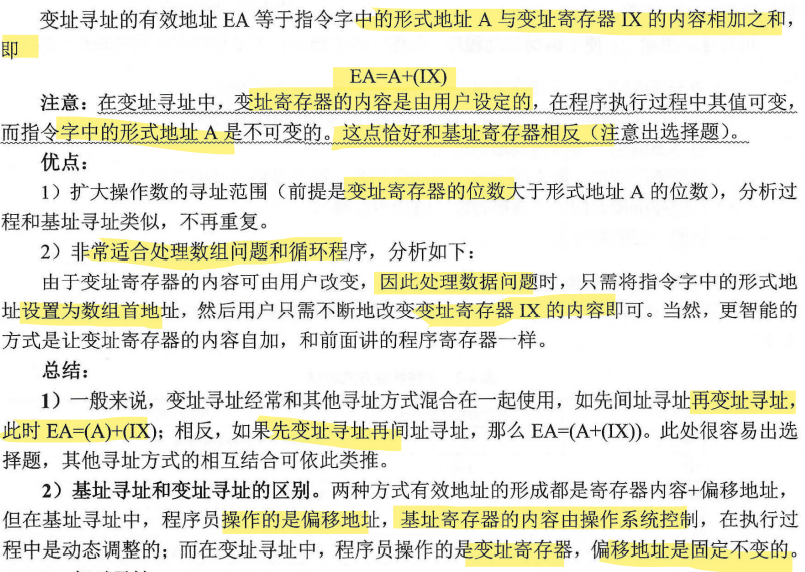 变址寻址的有效地址 EA 等于指令字中的形式地址 A 与变址寄存器 IX 的内容相加之和，
即
EA=A+(IX)
注意：在变址寻址中，变址寄存器的内容是由用户设定的，在程序执行过程中其值可变，
而指令字中的形式地址 A 是不可变的。这点恰好和基址寄存器相反（注意出选择题）。
优点：
1）扩大操作数的寻址范围（前提是变址寄存器的位数大于形式地址 A 的位数），分析过
程和基址寻址类似，不再重复。
2）非常适合处理数组问题和循环程序，分析如下：
由于变址寄存器的内容可由用户改变，因此处理数据问题时，只需将指令字中的形式地
址设置为数组首地址，然后用户只需不断地改变变址寄存器 IX 的内容即可。当然，更智能的
方式是让变址寄存器的内容自加，和前面讲的程序寄存器一样。
总结：
1）一般来说，变址寻址经常和其他寻址方式混合在一起使用，如先间址寻址再变址寻址，
此时 EA=(A)+(IX)；相反，如果先变址寻址再间址寻址，那么 EA=(A+(IX))。此处很容易出选
择题，其他寻址方式的相互结合可依此类推。
2）基址寻址和变址寻址的区别。两种方式有效地址的形成都是寄存器内容+偏移地址，
但在基址寻址中，程序员操作的是偏移地址，基址寄存器的内容由操作系统控制，在执行过
程中是动态调整的；而在变址寻址中，程序员操作的是变址寄存器，偏移地址是固定不变的。